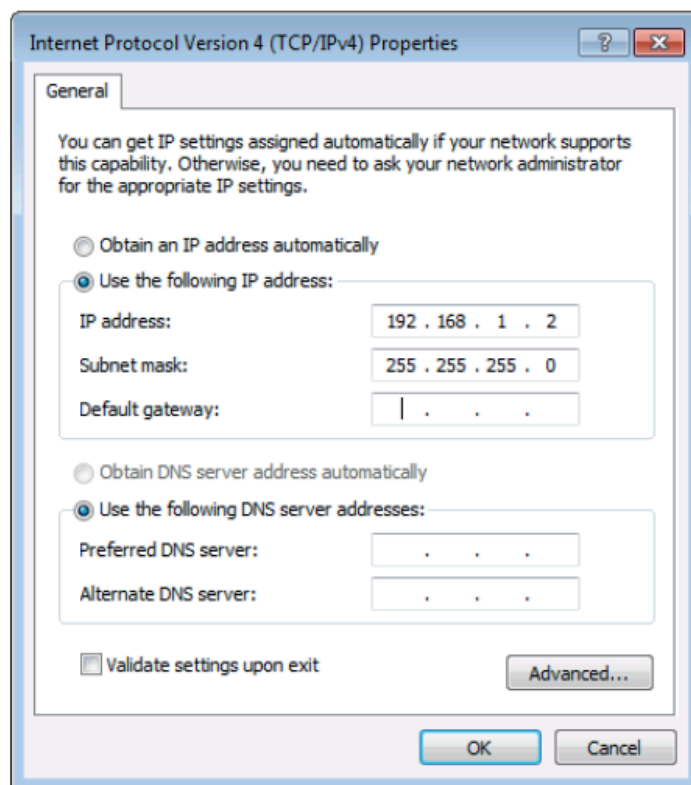 Internet Protocol Version 4 (TCP/IPv4) Properties
General
You can get IP settings assigned automatically if your network supports
this capability. Otherwise, you need to ask your network administrator
for the appropriate IP settings.
Obtain an IP address automatically
Use the following IP address:
IP address: 192 . 168 . 1 . 2
Subnet mask: 255 . 255 . 255 . 0
Default gateway: . . .
Obtain DNS server address automatically
Use the following DNS server addresses:
Preferred DNS server: . . .
Alternate DNS server: . . .
Validate settings upon exit
Advanced...
OK Cancel